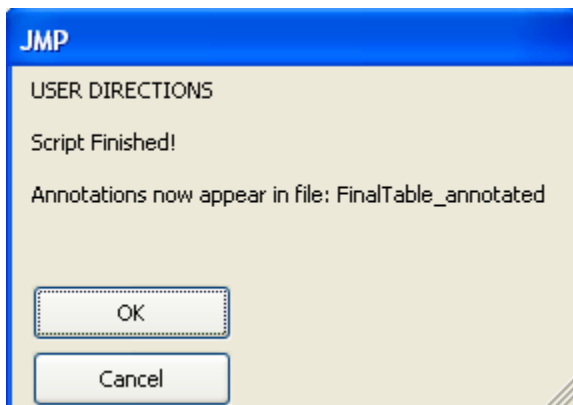 JMP
USER DIRECTIONS
Script Finished!
Annotations now appear in file: FinalTable_annotated
OK
Cancel